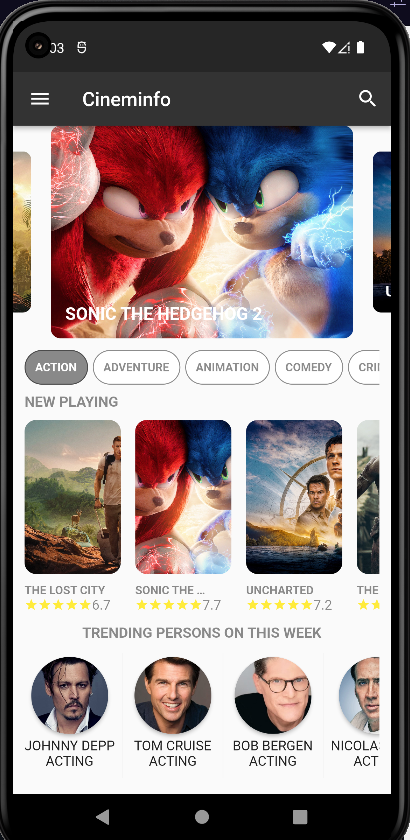 03
Cineminfo
SONIC THE HEDGEHOG 2
ACTION ADVENTURE ANIMATION COMEDY CRI
NEW PLAYING
THE LOST CITY SONIC THE ... UNCHARTED THE
6.7 7.7 7.2
TRENDING PERSONS ON THIS WEEK
JOHNNY DEPP TOM CRUISE BOB BERGEN NICOLA
ACTING ACTING ACTING ACT